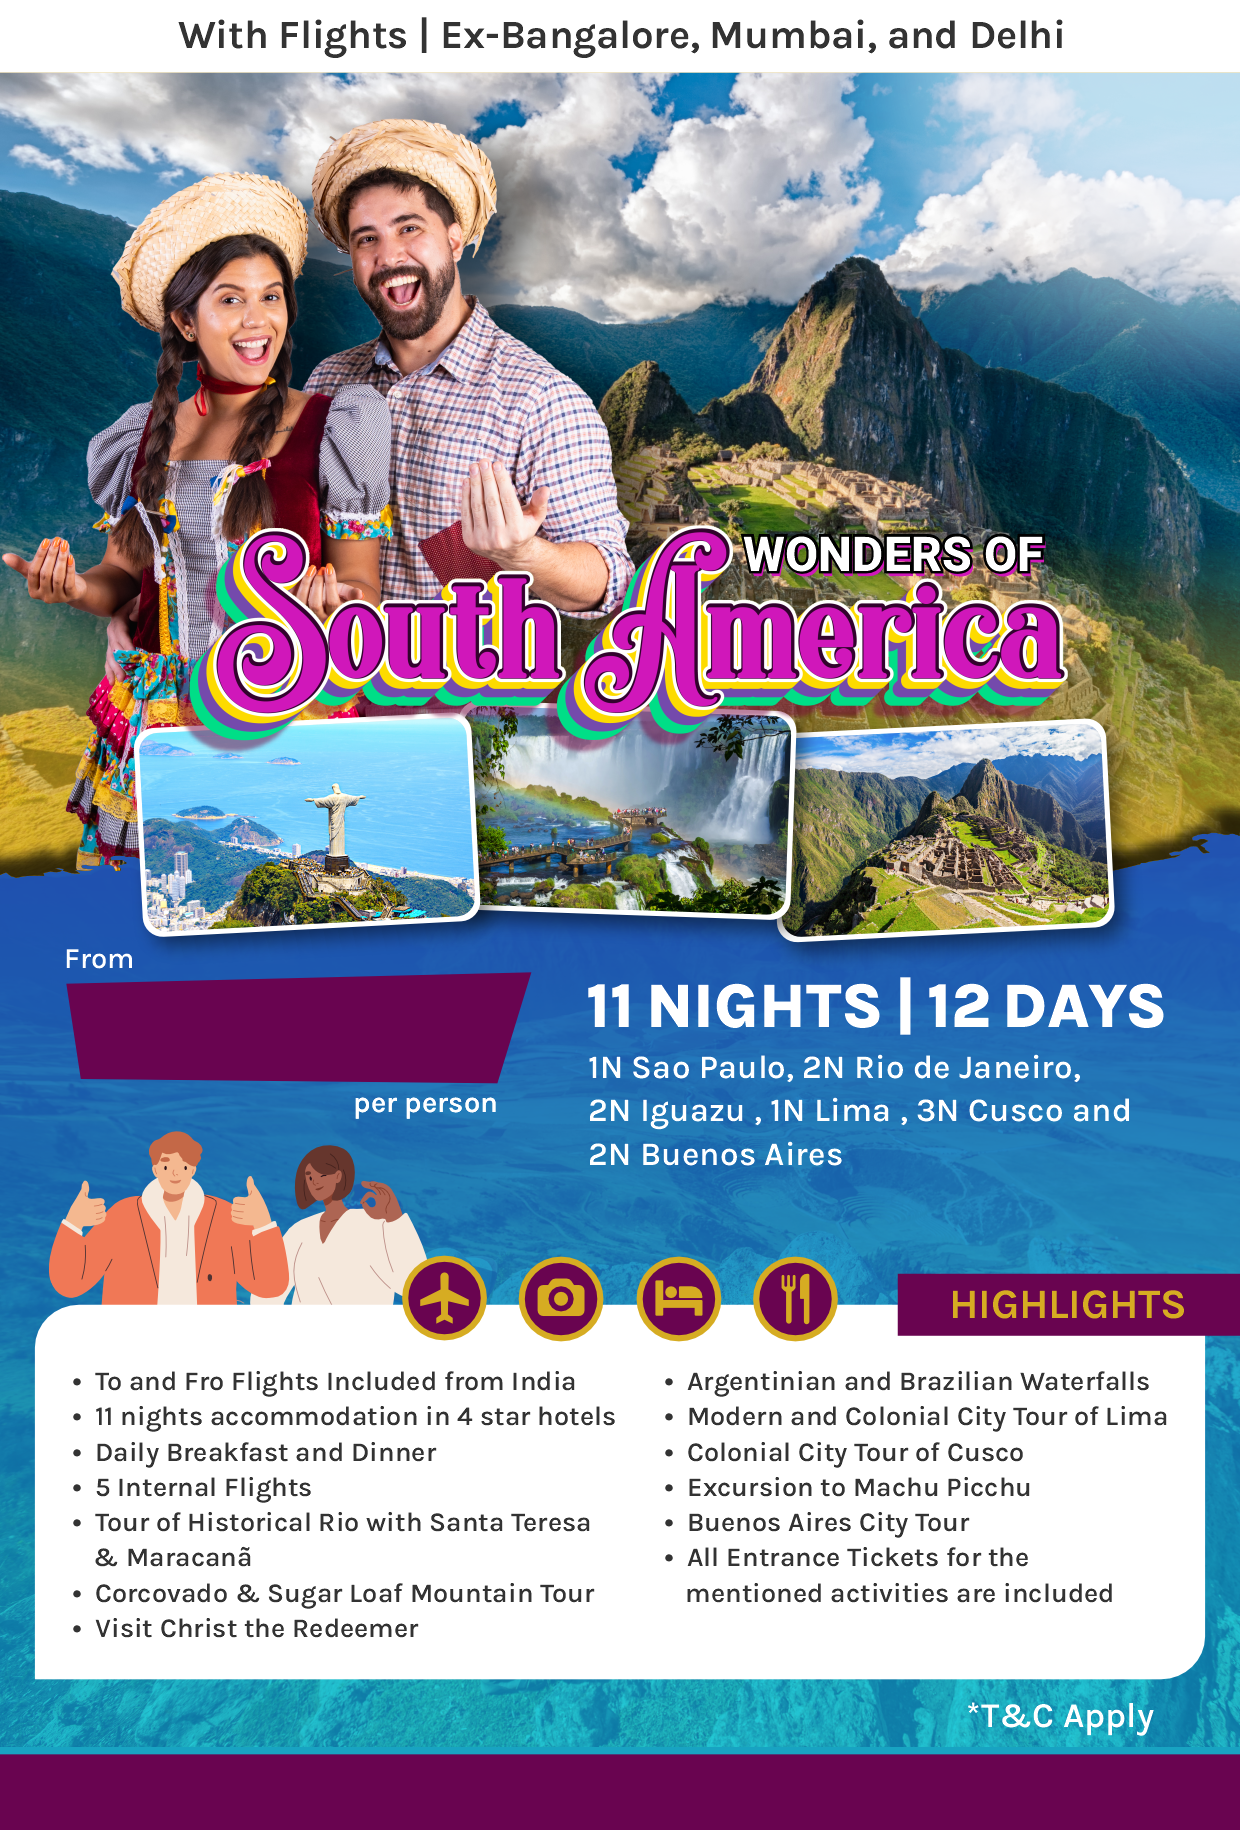 With Flights | Ex-Bangalore, Mumbai, and Delhi
WONDERS OF
South America
From
per person
11 NIGHTS | 12 DAYS
1N Sao Paulo, 2N Rio de Janeiro,
2N Iguazu , 1N Lima , 3N Cusco and
2N Buenos Aires
HIGHLIGHTS
• To and Fro Flights Included from India
• 11 nights accommodation in 4 star hotels
• Daily Breakfast and Dinner
• 5 Internal Flights
• Tour of Historical Rio with Santa Teresa
& Maracanã
• Corcovado & Sugar Loaf Mountain Tour
• Visit Christ the Redeemer
• Argentinian and Brazilian Waterfalls
• Modern and Colonial City Tour of Lima
• Colonial City Tour of Cusco
• Excursion to Machu Picchu
• Buenos Aires City Tour
• All Entrance Tickets for the
mentioned activities are included
*T&C Apply